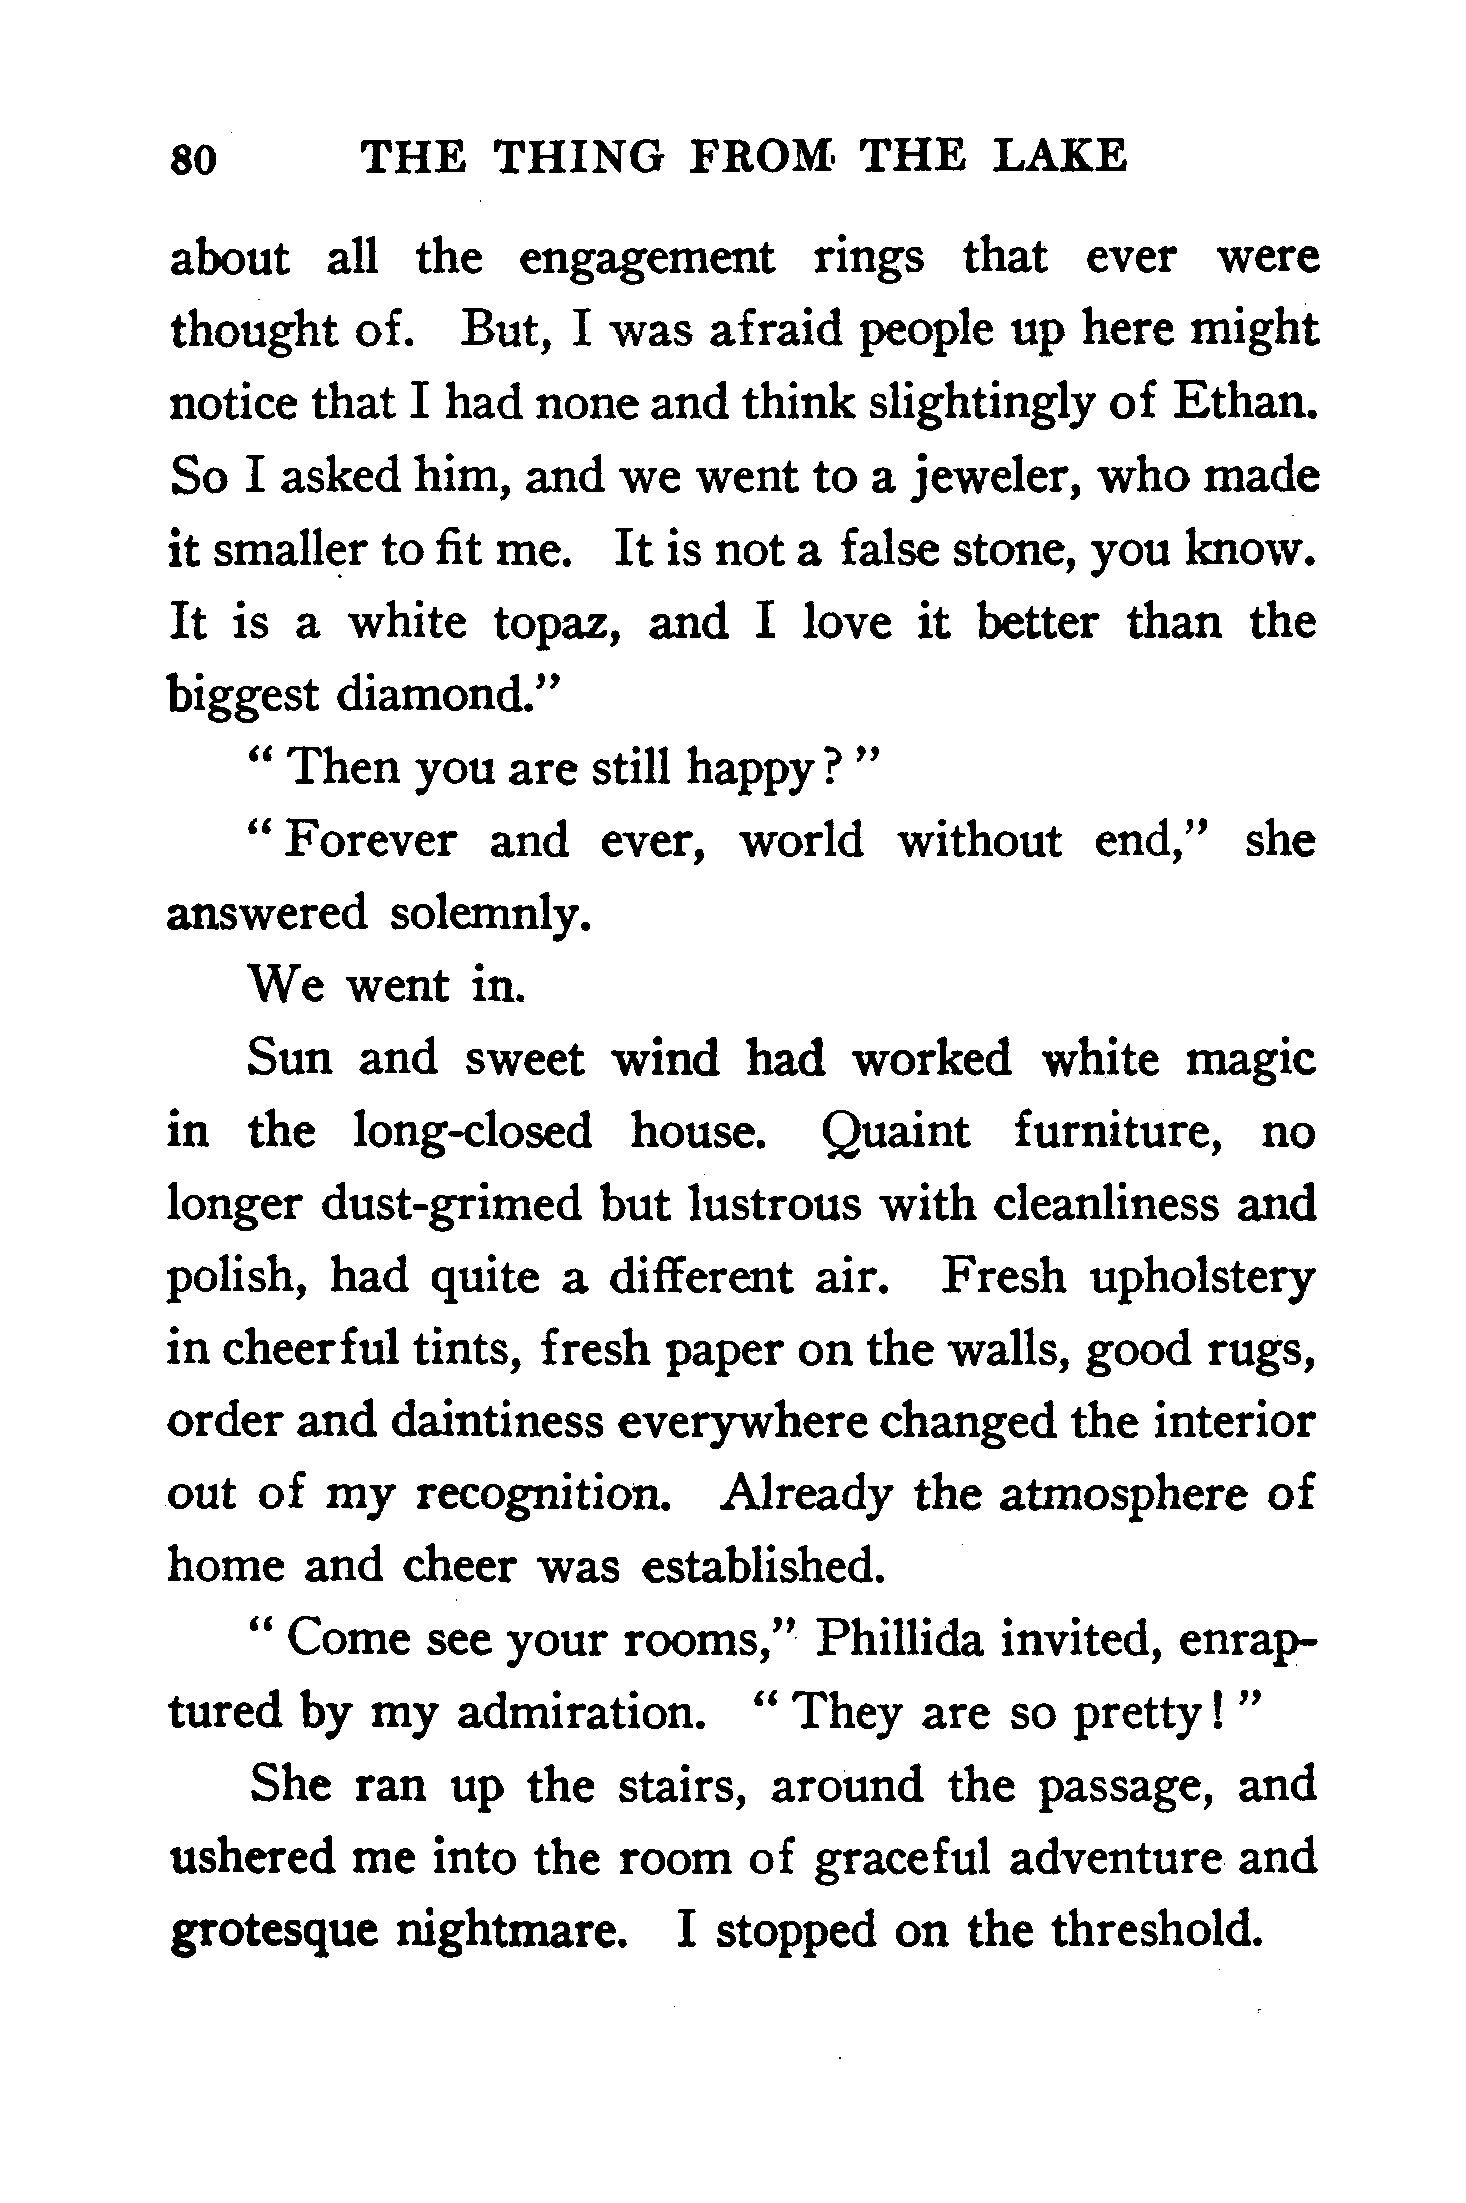 80 THE THING FROM THE LAKE
about all the engagement rings that ever were
thought of. But, I was afraid people up here might
notice that I had none and think slightingly of Ethan.
So I asked him, and we went to a jeweler, who made
it smaller to fit me. It is not a false stone, you know.
It is a white topaz, and I love it better than the
biggest diamond.”
“ Then you are still happy? ”
“ Forever and ever, world without end,” she
answered solemnly.
We went in.
Sun and sweet wind had worked white magic
in the long-closed house. Quaint furniture, no
longer dust-grimed but lustrous with cleanliness and
polish, had quite a different air. Fresh upholstery
in cheerful tints, fresh paper on the walls, good rugs,
order and daintiness everywhere changed the interior
out of my recognition. Already the atmosphere of
home and cheer was established.
“ Come see your rooms,” Phillida invited, enrap-
tured by my admiration. “ They are so pretty! ”
She ran up the stairs, around the passage, and
ushered me into the room of graceful adventure and
grotesque nightmare. I stopped on the threshold.